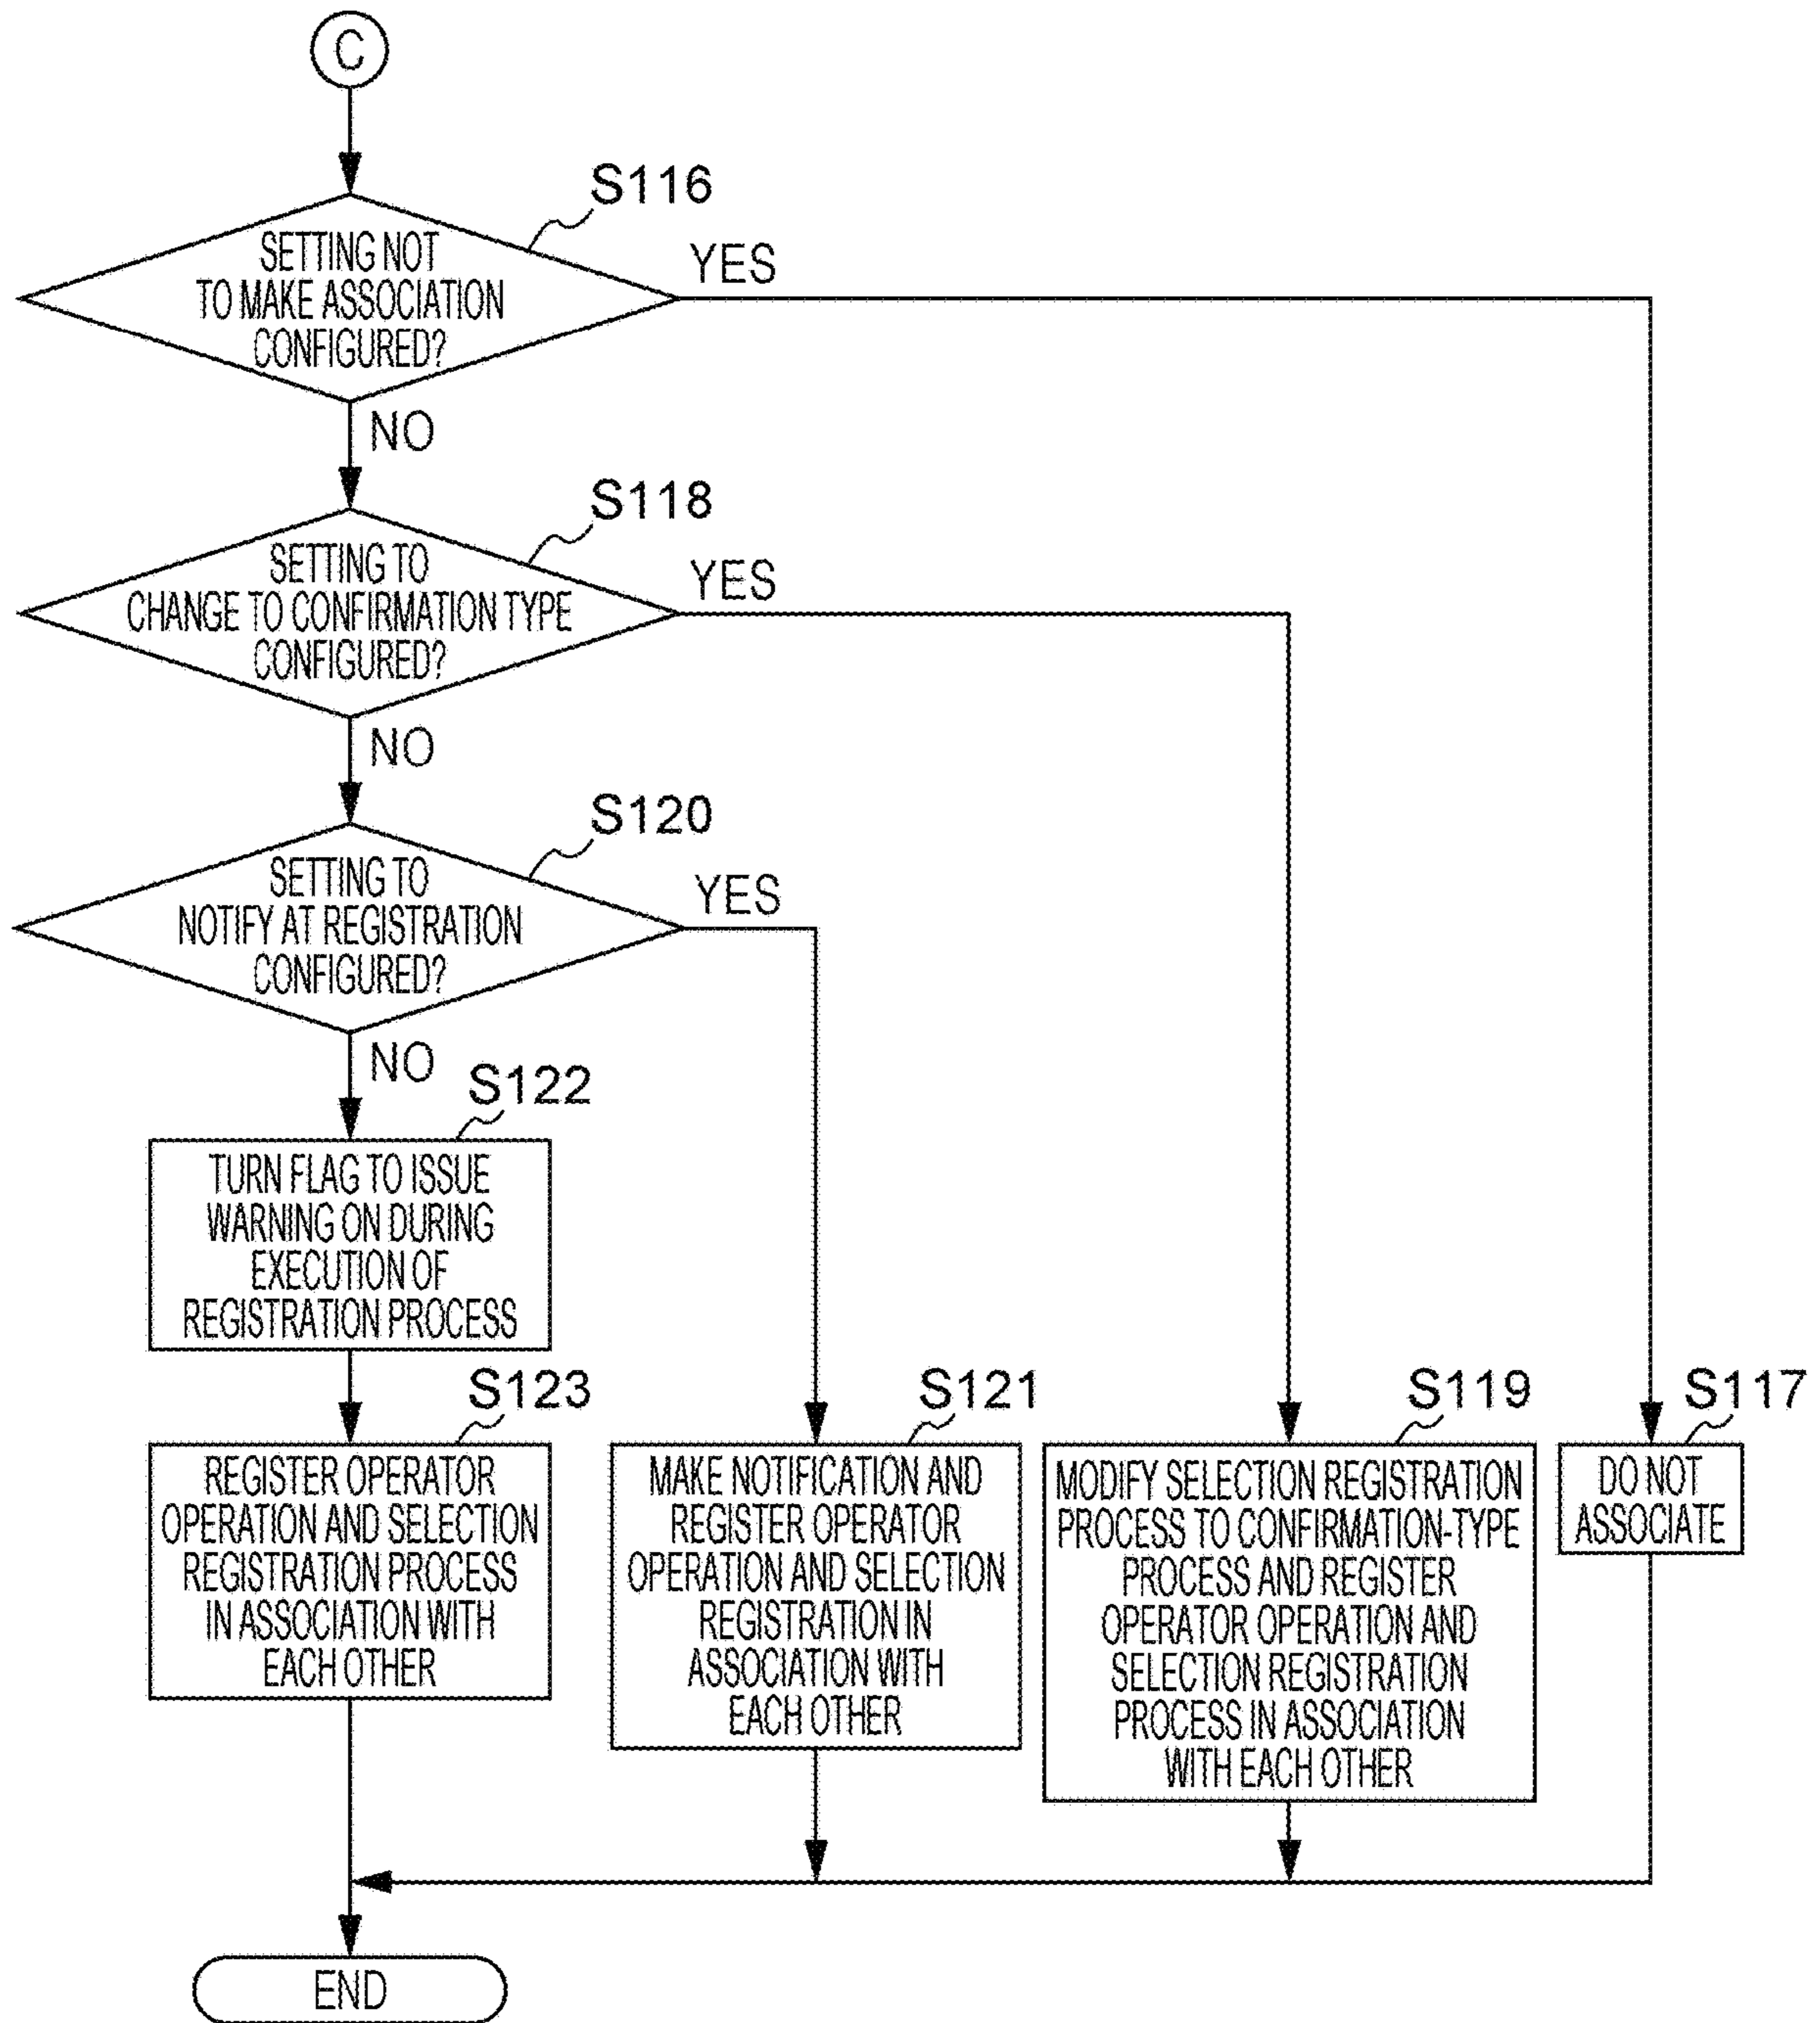 C
S116
SETTING NOT
TO MAKE ASSOCIATION
CONFIGURED?
YES
NO
S118
SETTING TO
CHANGE TO CONFIRMATION TYPE
CONFIGURED?
YES
NO
S120
SETTING TO
NOTIFY AT REGISTRATION
CONFIGURED?
YES
NO
S122
TURN FLAG TO ISSUE
WARNING ON DURING
EXECUTION OF
REGISTRATION PROCESS
S123
REGISTER OPERATOR
OPERATION AND SELECTION
REGISTRATION PROCESS
IN ASSOCIATION WITH
EACH OTHER
S121
MAKE NOTIFICATION AND
REGISTER OPERATOR
OPERATION AND SELECTION
REGISTRATION IN
ASSOCIATION WITH
EACH OTHER
S119
MODIFY SELECTION REGISTRATION
PROCESS TO CONFIRMATION-TYPE
PROCESS AND REGISTER
OPERATOR OPERATION AND
SELECTION REGISTRATION
PROCESS IN ASSOCIATION
WITH EACH OTHER
S117
DO NOT
ASSOCIATE
END